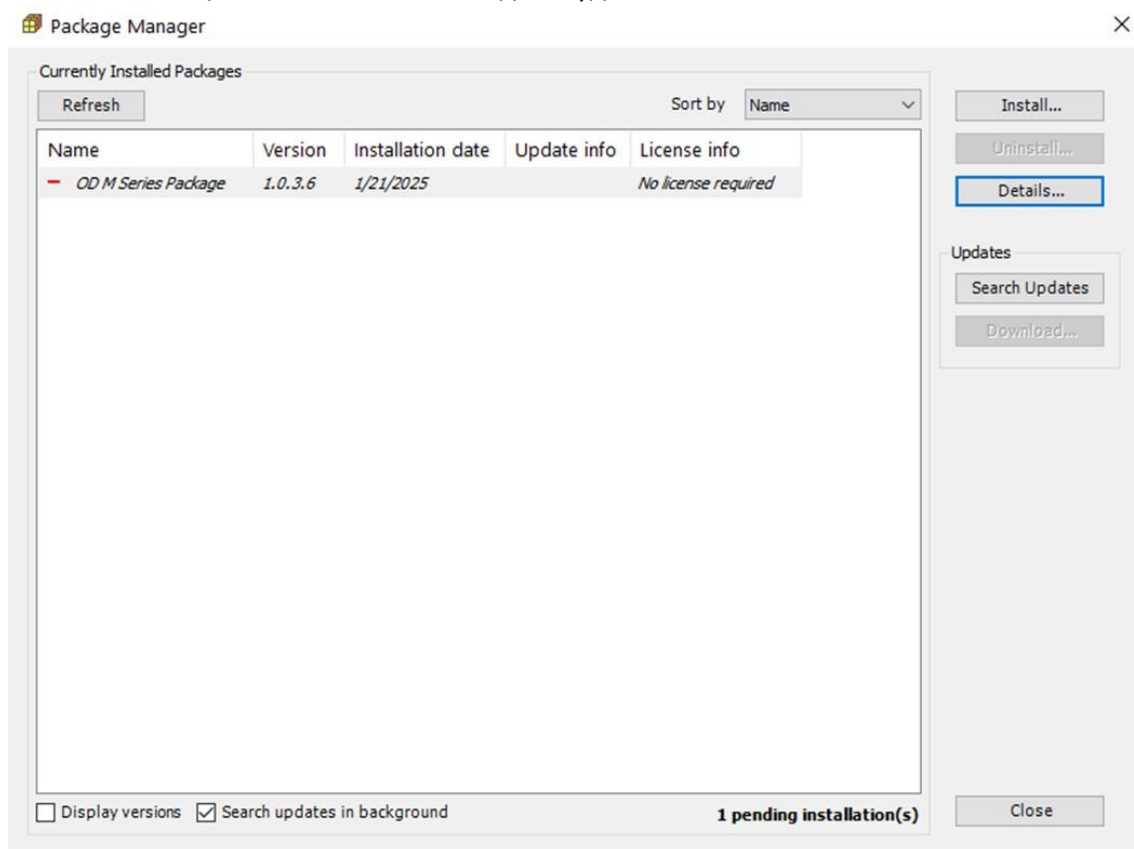 Package Manager
Currently Installed Packages
Refresh
Sort by Name
Install...
Name Version Installation date Update info License info
Uninstall...
OD M Series Package 1.0.3.6 1/21/2025 No license required
Details...
Updates
Search Updates
Download...
Display versions Search updates in background 1 pending installation(s)
Close